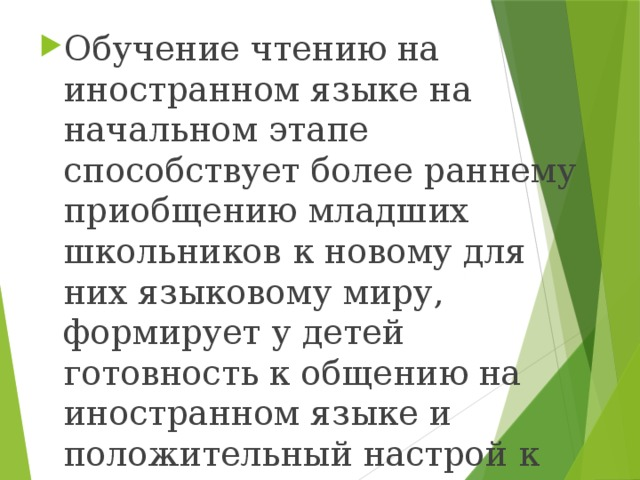 Обучение чтению на
иностранном языке на
начальном этапе
способствует более раннему
приобщению младших
школьников к новому для
них языковому миру,
формирует у детей
готовность к общению на
иностранном языке и
положительный настрой к